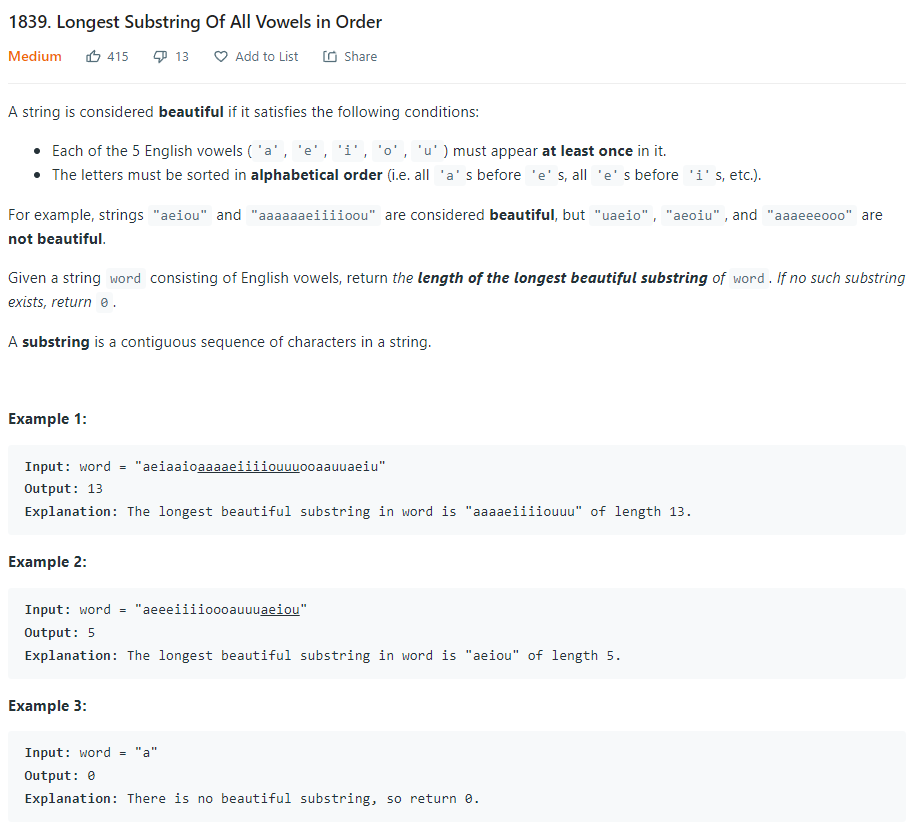 1839. Longest Substring Of All Vowels in Order
Medium 415 13 Add to List Share
A string is considered beautiful if it satisfies the following conditions:
• Each of the 5 English vowels ( 'a' , 'e' , 'i' , 'o' , 'u' ) must appear at least once in it.
• The letters must be sorted in alphabetical order (i.e. all 'a' s before 'e' s, all 'e' s before 'i' s, etc.).
For example, strings "aeiou" and "aaaaaaeiiiioou" are considered beautiful, but "uaeio" , "aeoiu" , and "aaaeeeooo" are
not beautiful.
Given a string word consisting of English vowels, return the length of the longest beautiful substring of word . If no such substring
exists, return 0 .
A substring is a contiguous sequence of characters in a string.
Example 1:
Input: word = "aeiaaioaaaaeiiiiouuuooaauuaeiu"
Output: 13
Explanation: The longest beautiful substring in word is "aaaaeiiiiouuu" of length 13.
Example 2:
Input: word = "aeeeiiiioooauuuaeiou"
Output: 5
Explanation: The longest beautiful substring in word is "aeiou" of length 5.
Example 3:
Input: word = "a"
Output: 0
Explanation: There is no beautiful substring, so return 0.